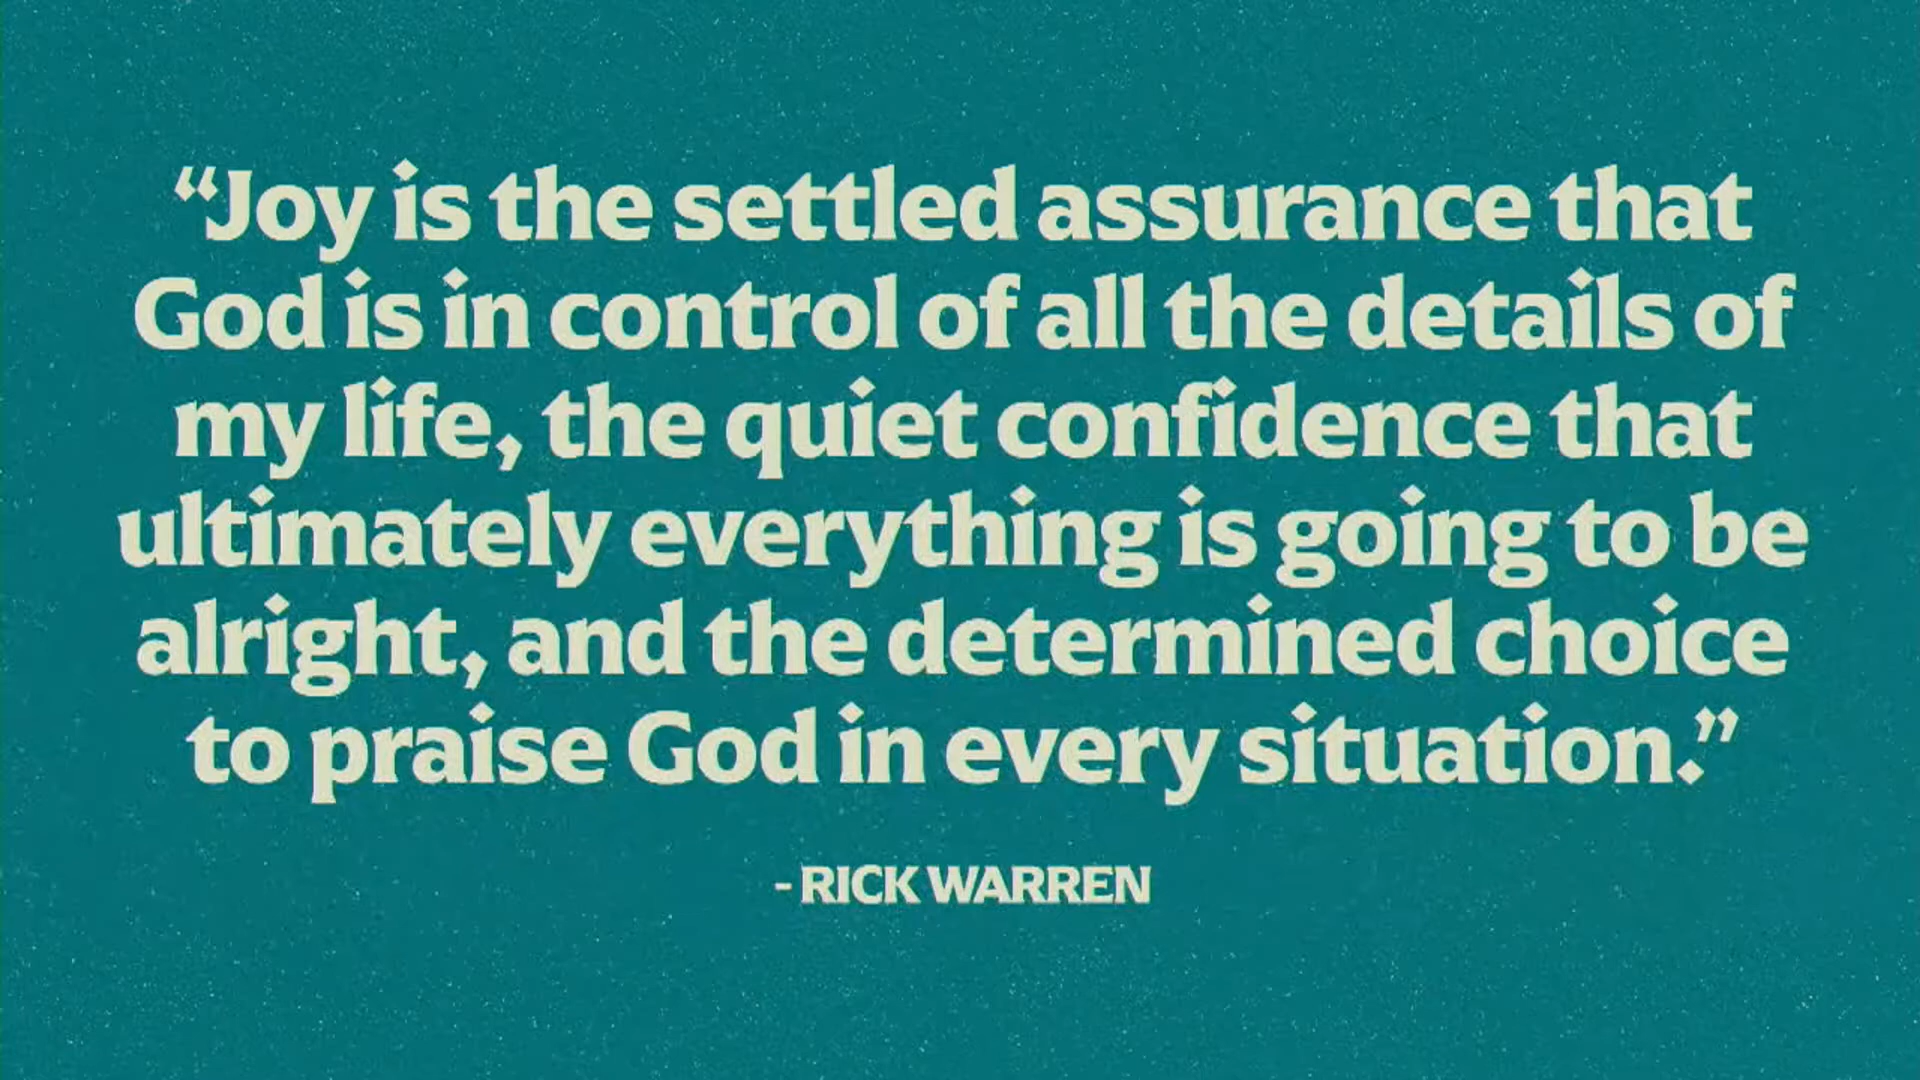 “Joy is the settled assurance that
God is in control of all the details of
my life, the quiet confidence that
ultimately everything is going to be
alright, and the determined choice
to praise God in every situation.”
- RICK WARREN